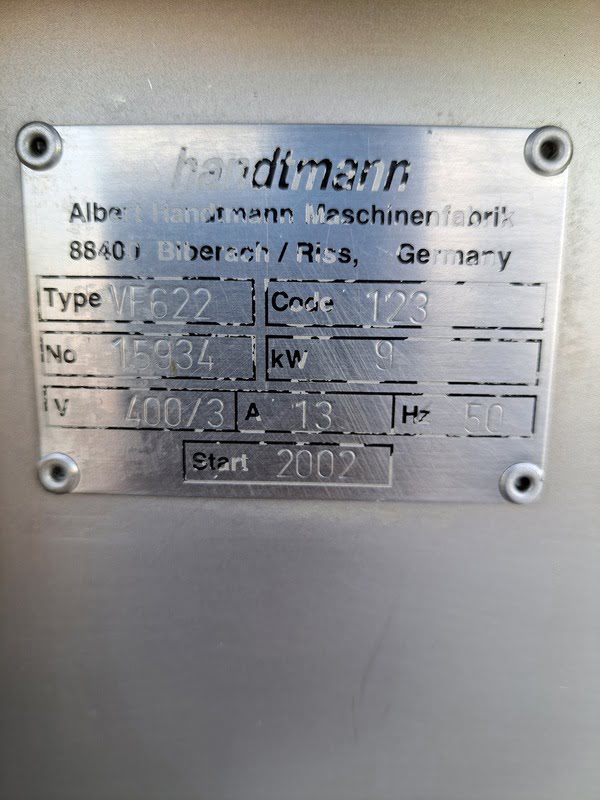 handtmann
Albert Handtmann Maschinenfabrik
88400 Biberach / Riss, Germany
Type VF622 Code 123
No 15934 kW 9
V 400/3 A 13 Hz 50
Start 2002